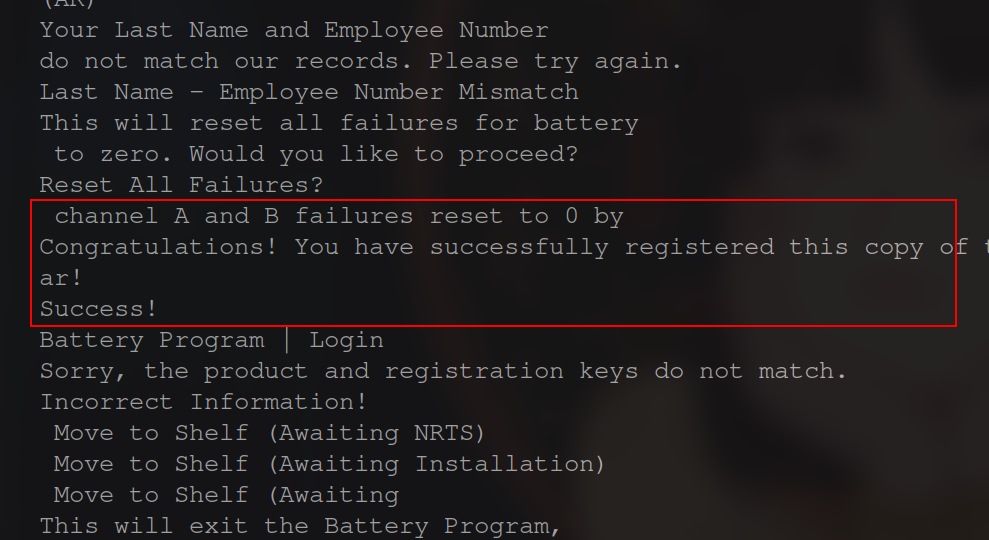 (AR)
Your Last Name and Employee Number
do not match our records. Please try again.
Last Name - Employee Number Mismatch
This will reset all failures for battery
 to zero. Would you like to proceed?
Reset All Failures?
 channel A and B failures reset to 0 by
Congratulations! You have successfully registered this copy of
ar!
Success!
Battery Program | Login
Sorry, the product and registration keys do not match.
Incorrect Information!
 Move to Shelf (Awaiting NRTS)
 Move to Shelf (Awaiting Installation)
 Move to Shelf (Awaiting
This will exit the Battery Program,